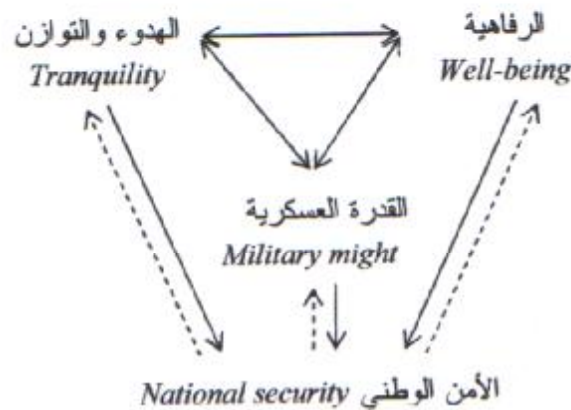 الهدوء والتوازن
Tranquility
الرفاهية
Well-being
القدرة العسكرية
Military might
National security الأمن الوطني